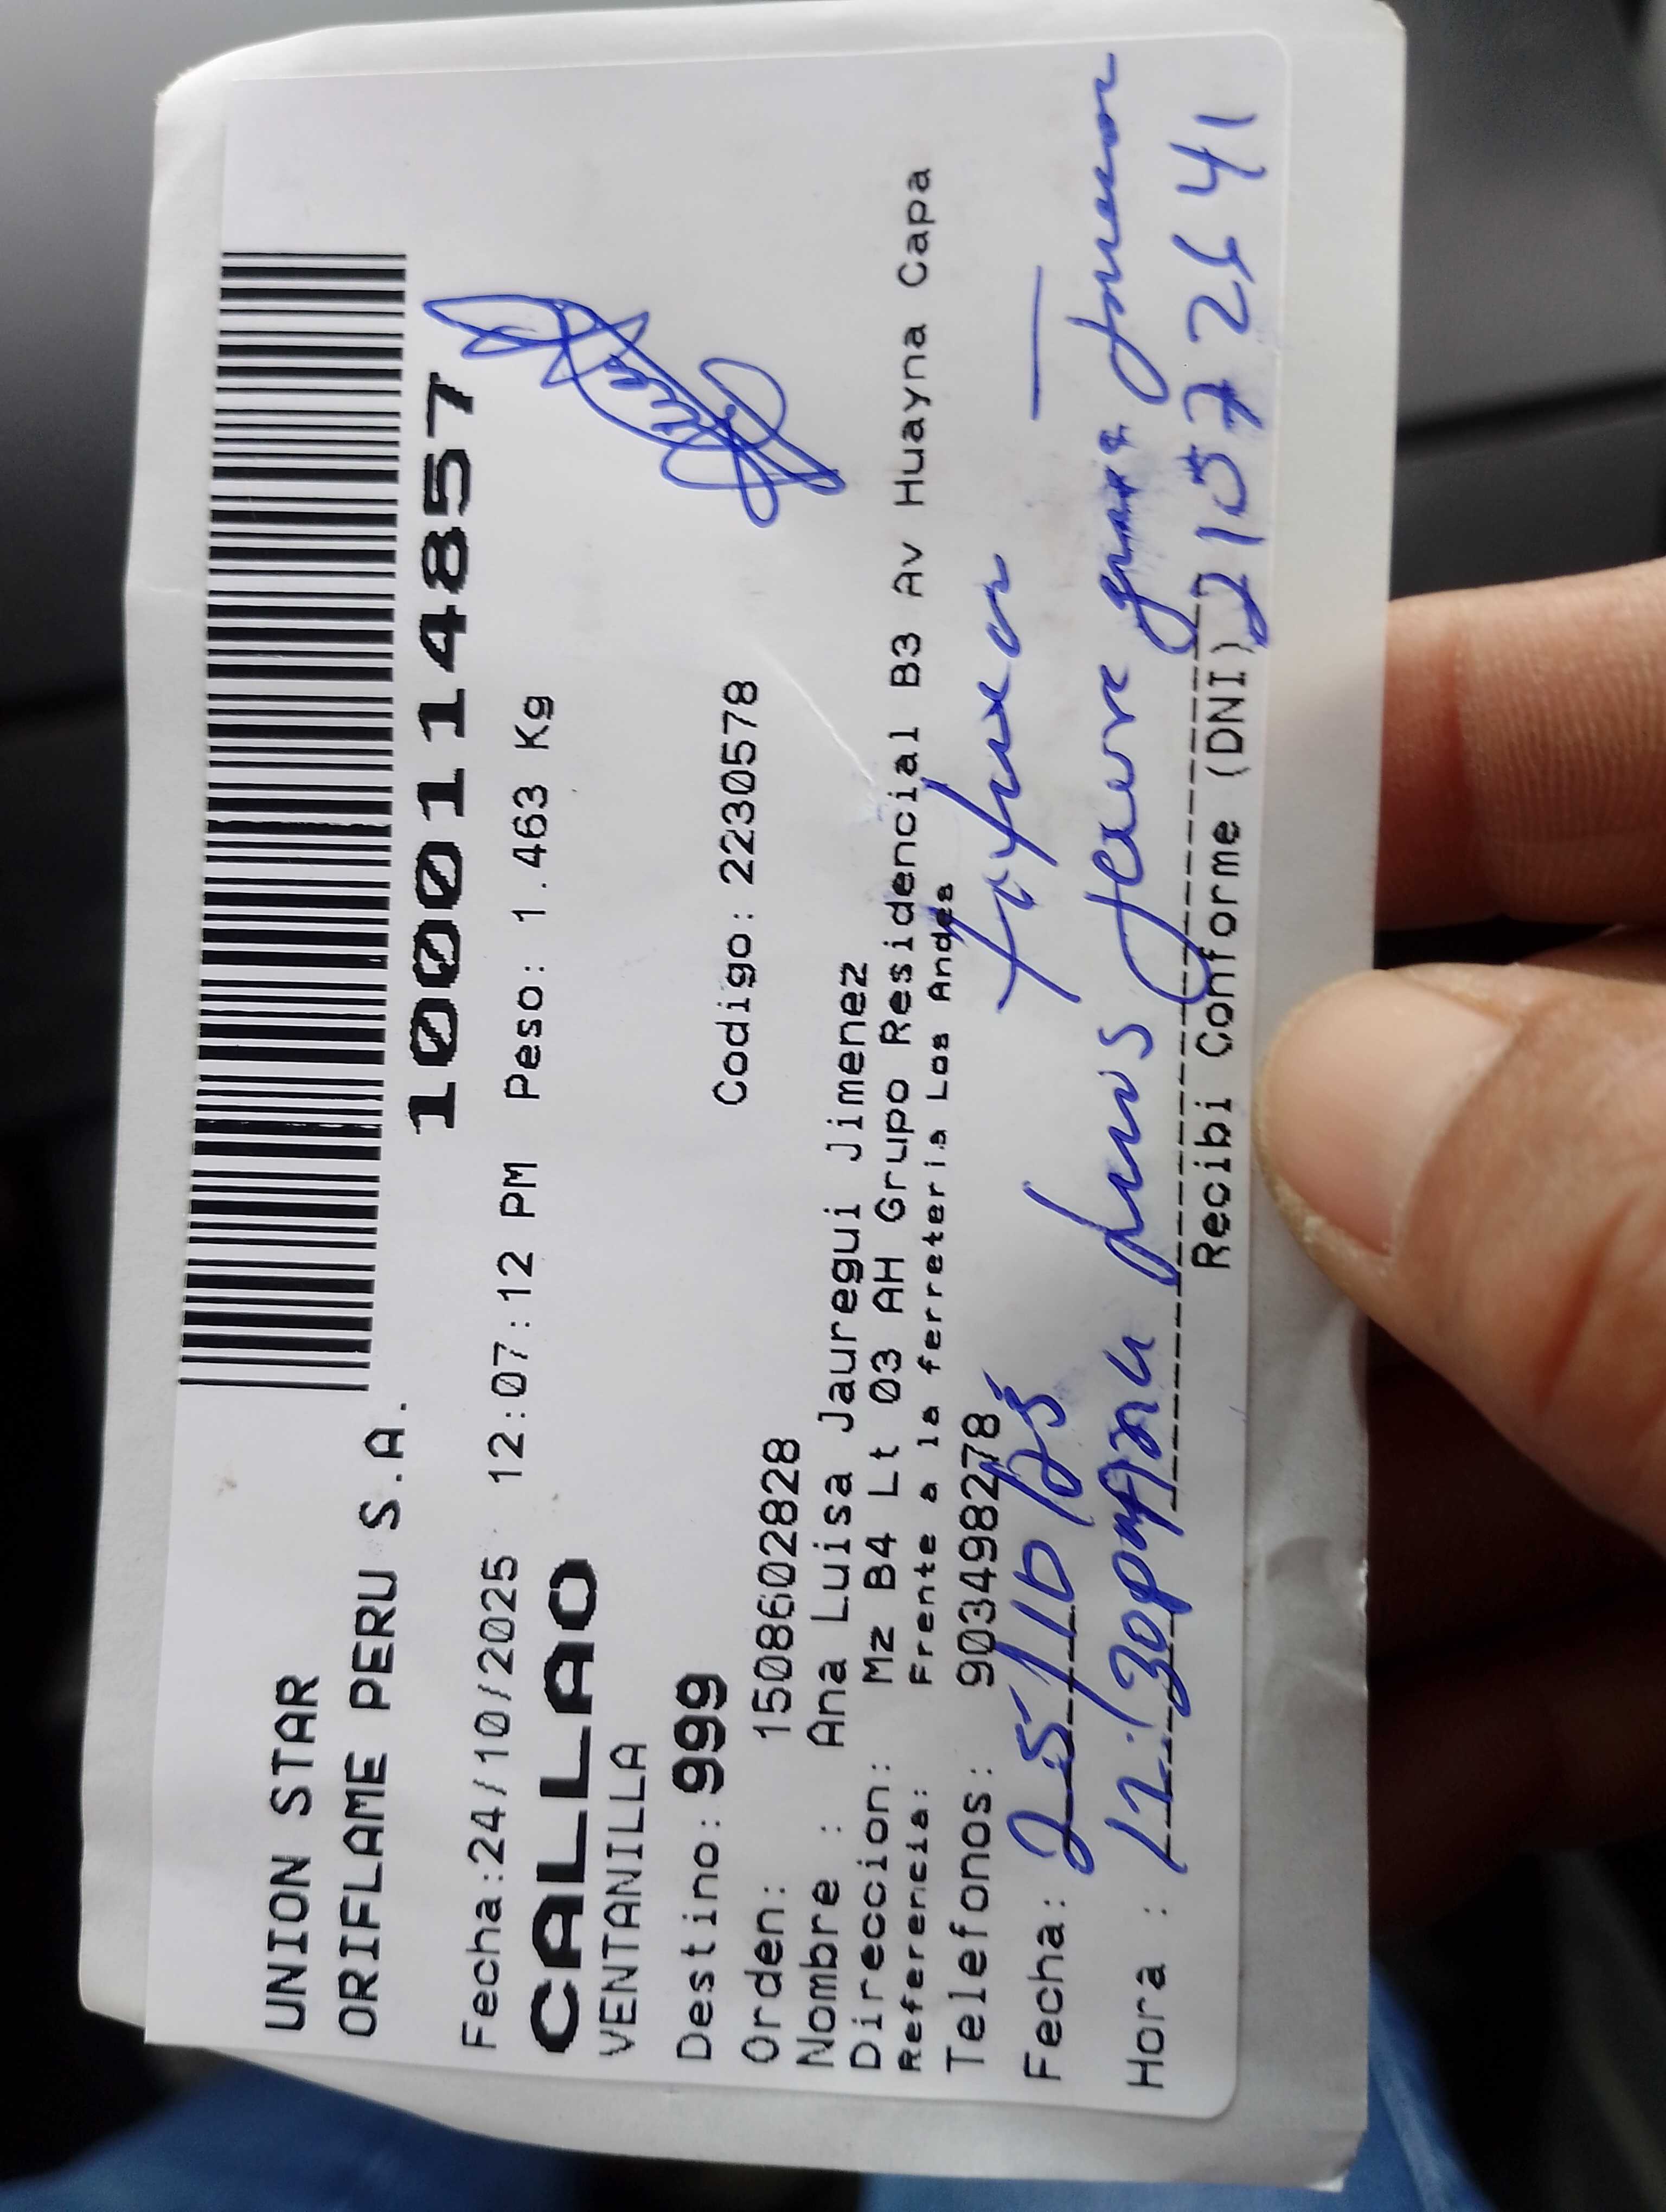 UNION STAR
ORIFLAME PERU S.A.
10001114857
Fecha:24/10/2025 12:07:12 PM Peso: 1.463 Kg
CALLAO
VENTANILLA
Destino: 999
Orden: 1508602828 Codigo: 2230578
Nombre : Ana Luisa Jauregui Jimenez
Direccion: Mz B4 Lt 03 AH Grupo Residencial B3 Av Huayna Capa
Referencia: Frente a la ferreteria Los Andes
Telefonos: 903498278
Fecha: 25/10/25
Hora :
Recibi Conforme (DNI) 21572641